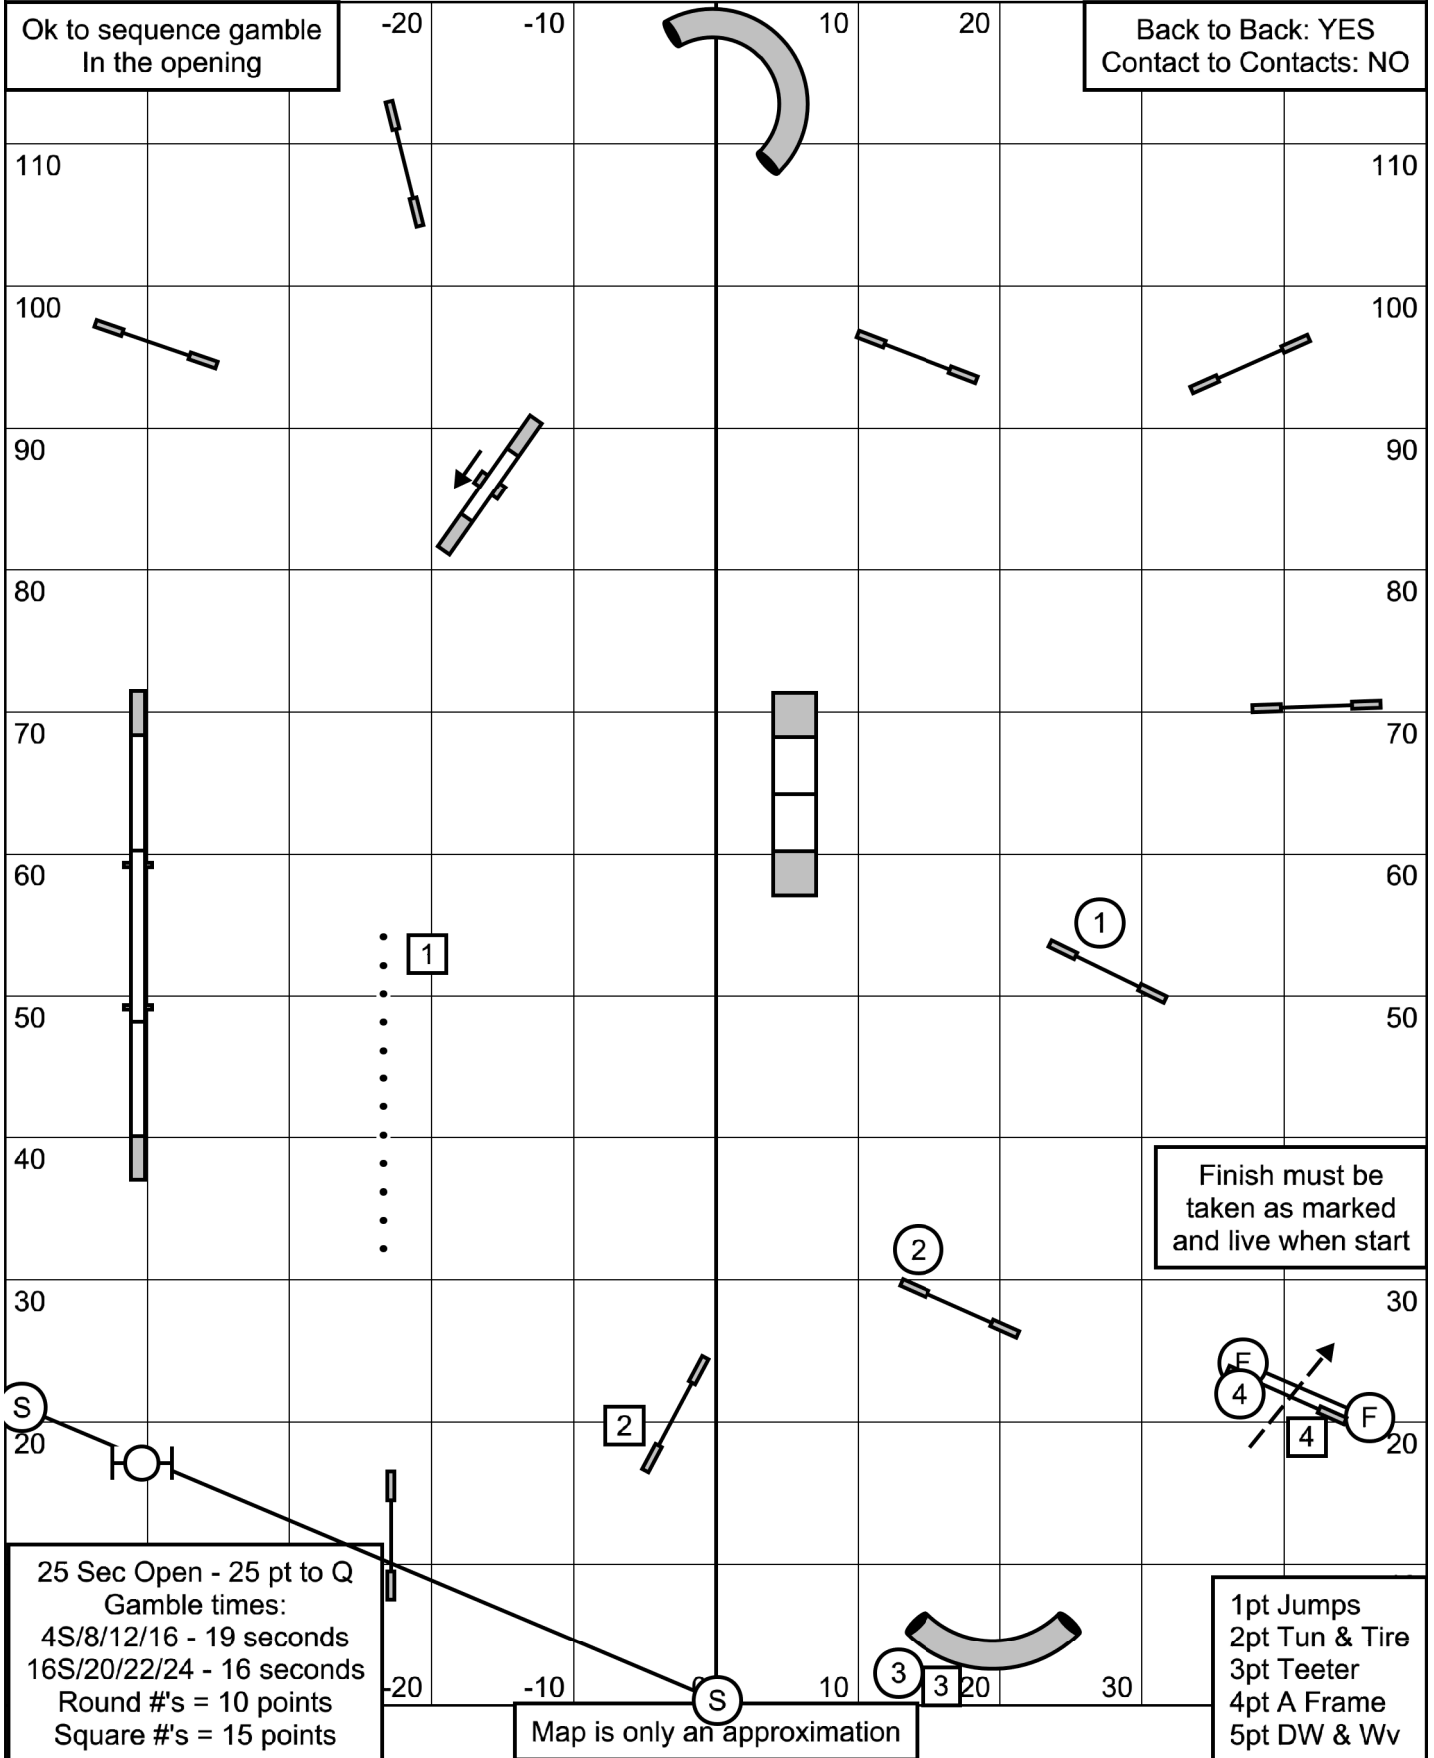 Ok to sequence gamble
In the opening
-20
-10
10
20
Back to Back: YES
Contact to Contacts: NO
110
110
100
100
90
90
80
80
70
70
60
60
1
1
50
50
40
40
Finish must be
taken as marked
and live when start
2
30
30
F
4
F
S
2
4
20
20
25 Sec Open - 25 pt to Q
Gamble times:
4S/8/12/16 - 19 seconds
16S/20/22/24 - 16 seconds
Round #'s = 10 points
Square #'s = 15 points
1pt Jumps
2pt Tun & Tire
3pt Teeter
4pt A Frame
5pt DW & Wv
3
3
-20
-10
S
10
20
30
Map is only an approximation